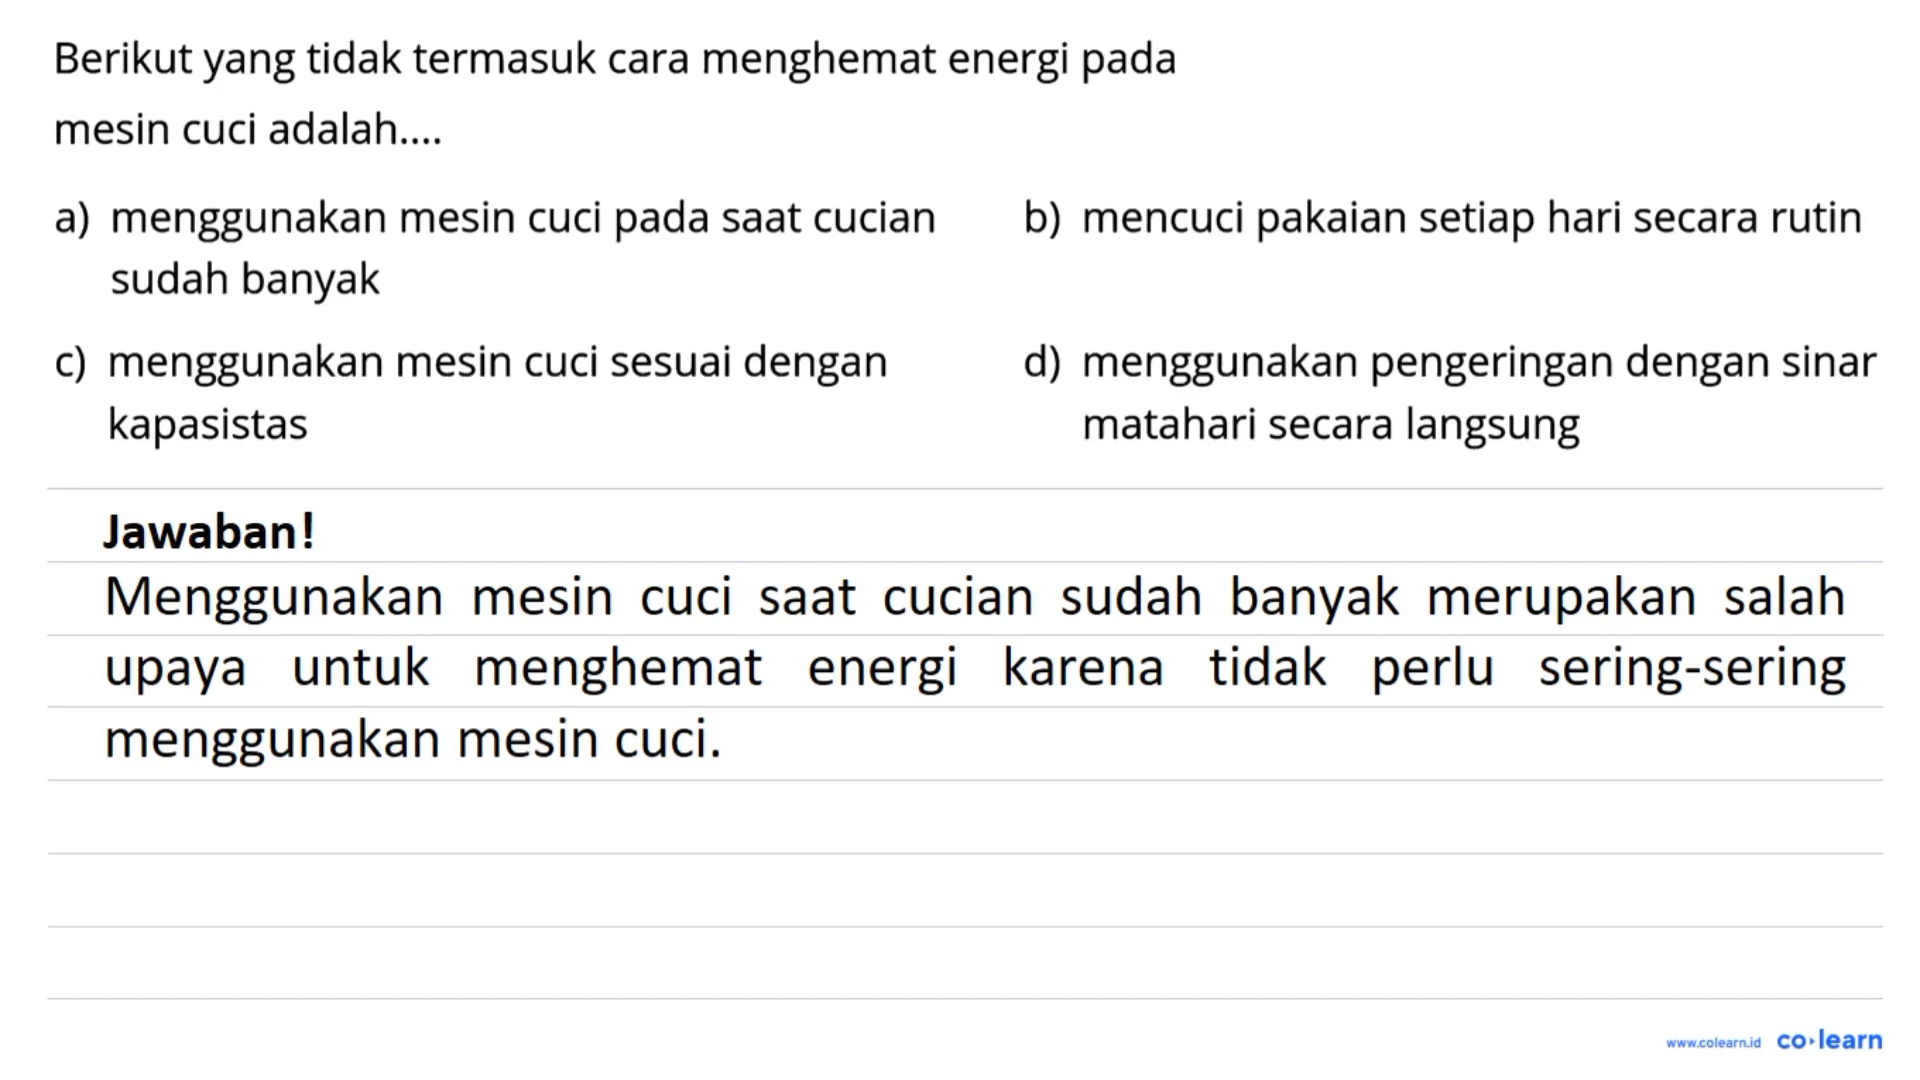 Berikut yang tidak termasuk cara menghemat energi pada
mesin cuci adalah....
a) menggunakan mesin cuci pada saat cucian
sudah banyak
b) mencuci pakaian setiap hari secara rutin
c) menggunakan mesin cuci sesuai dengan
kapasistas
d) menggunakan pengeringan dengan sinar
matahari secara langsung
Jawaban!
Menggunakan mesin cuci saat cucian sudah banyak merupakan salah
upaya untuk menghemat energi karena tidak perlu sering-sering
menggunakan mesin cuci.
www.colearn.id co·learn